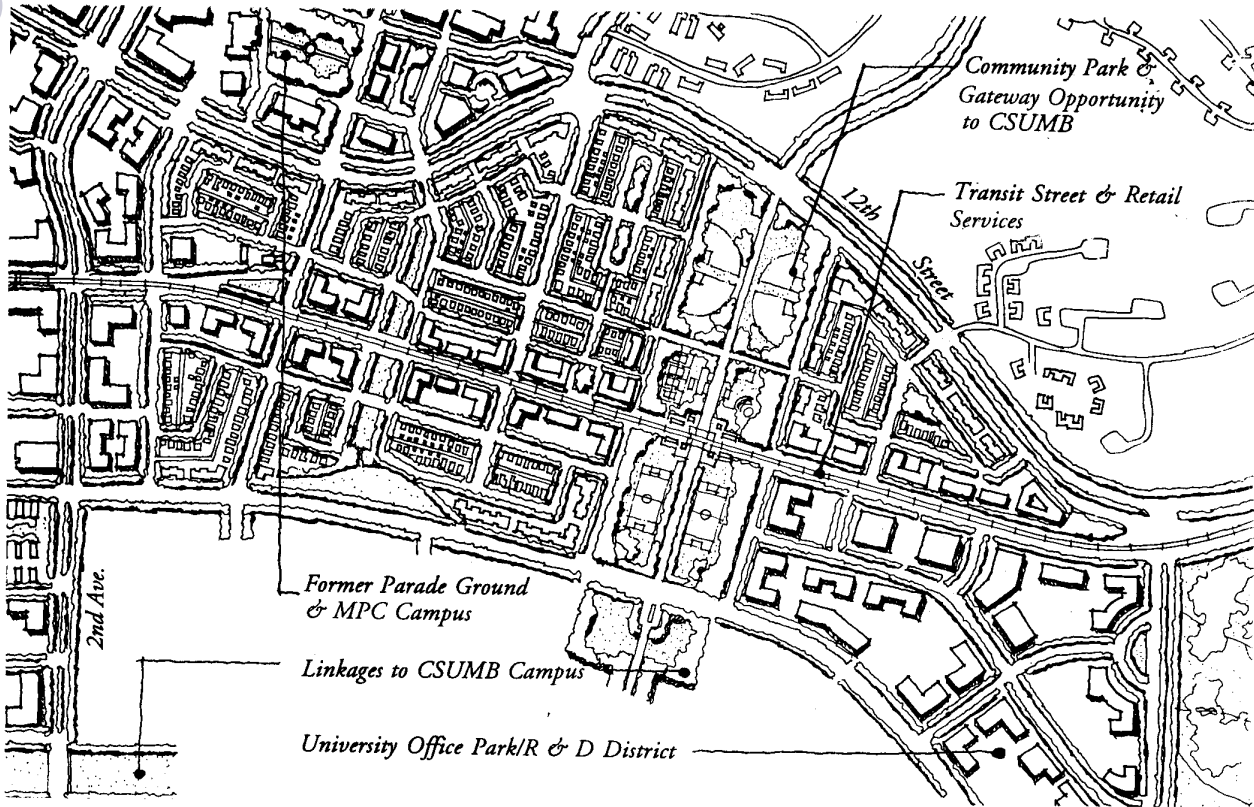 Community Park &
Gateway Opportunity
to CSUMB
Transit Street & Retail
Services
12th
Street
Former Parade Ground
& MPC Campus
2nd Ave.
Linkages to CSUMB Campus
University Office Park/R & D District